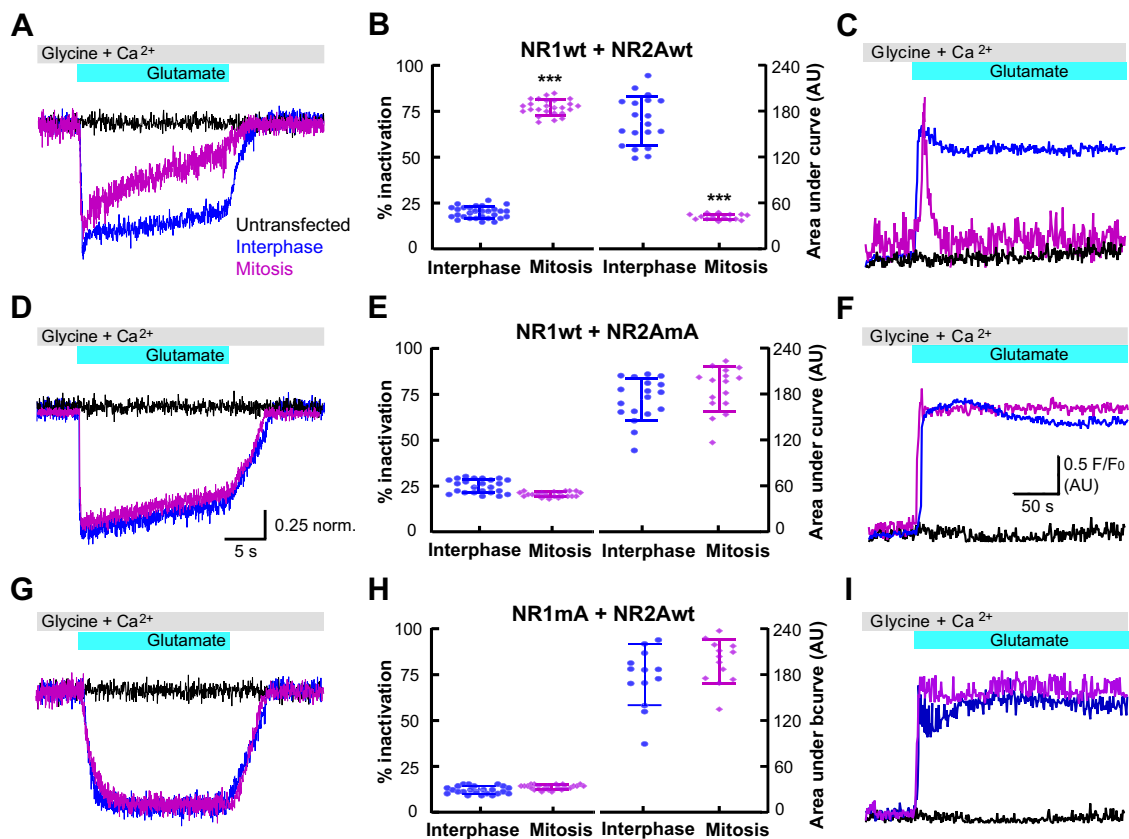 A
Glycine + Ca2+
Glutamate
Untransfected
Interphase
Mitosis
B
NR1wt + NR2Awt
% inactivation
100
75
50
25
0
***
***
240
180
120
60
0
Area under curve (AU)
Interphase
Mitosis
Interphase
Mitosis
C
Glycine + Ca2+
Glutamate
D
Glycine + Ca2+
Glutamate
0.25 norm.
5 s
E
NR1wt + NR2AmA
% inactivation
100
75
50
25
0
240
180
120
60
0
Area under curve (AU)
Interphase
Mitosis
Interphase
Mitosis
F
Glycine + Ca2+
Glutamate
0.5 F/F0
(AU)
50 s
G
Glycine + Ca2+
Glutamate
H
NR1mA + NR2Awt
% inactivation
100
75
50
25
0
240
180
120
60
0
Area under bcurve (AU)
Interphase
Mitosis
Interphase
Mitosis
I
Glycine + Ca2+
Glutamate